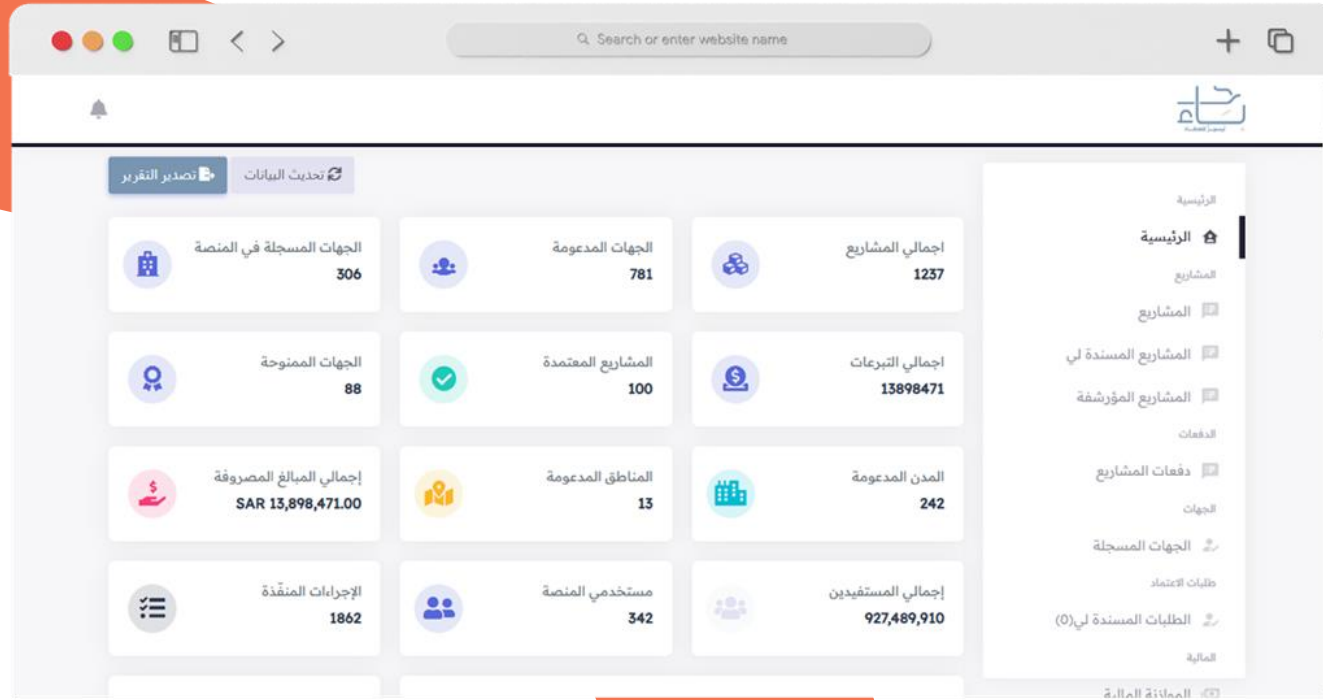 Search or enter website name
رحاء
تصدير التقرير
تحديث البيانات
الرئيسية
الرئيسية
المشاريع
المشاريع
المشاريع المسندة لي
المشاريع المؤرشفة
الدفعات
دفعات المشاريع
الجهات
الجهات المسجلة
طلبات الاعتماد
الطلبات المسندة لي(0)
المالية
الموازنة المالية
اجمالي المشاريع
1237
الجهات المدعومة
781
الجهات المسجلة في المنصة
306
اجمالي التبرعات
13898471
المشاريع المعتمدة
100
الجهات الممنوحة
88
المدن المدعومة
242
المناطق المدعومة
13
إجمالي المبالغ المصروفة
SAR 13,898,471.00
إجمالي المستفيدين
927,489,910
مستخدمي المنصة
342
الإجراءات المنفّذة
1862